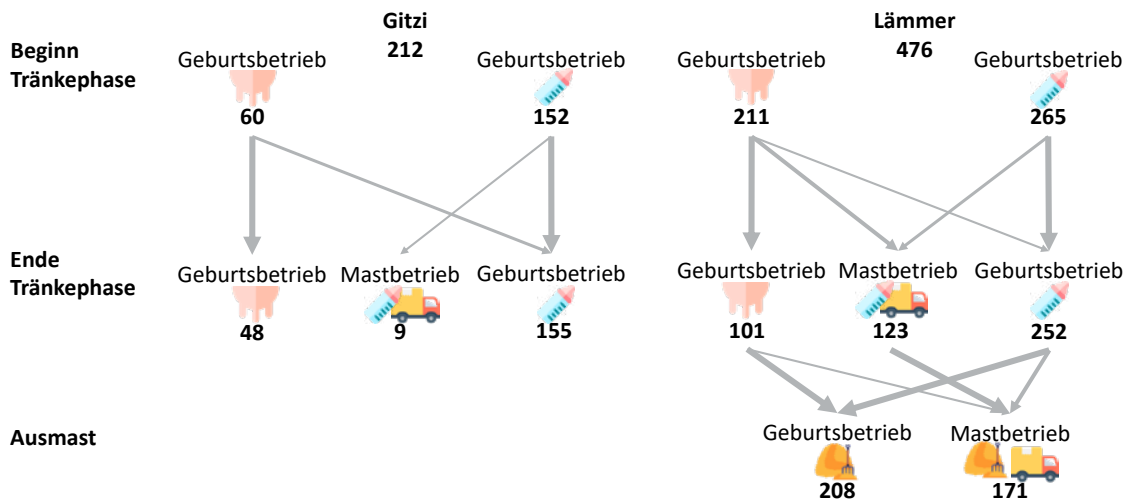 Gitzi
212
Lämmer
476
Beginn
Tränkephase
Geburtsbetrieb
60
Geburtsbetrieb
152
Geburtsbetrieb
211
Geburtsbetrieb
265
Ende
Tränkephase
Geburtsbetrieb
48
Mastbetrieb
9
Geburtsbetrieb
155
Geburtsbetrieb
101
Mastbetrieb
123
Geburtsbetrieb
252
Ausmast
Geburtsbetrieb
208
Mastbetrieb
171